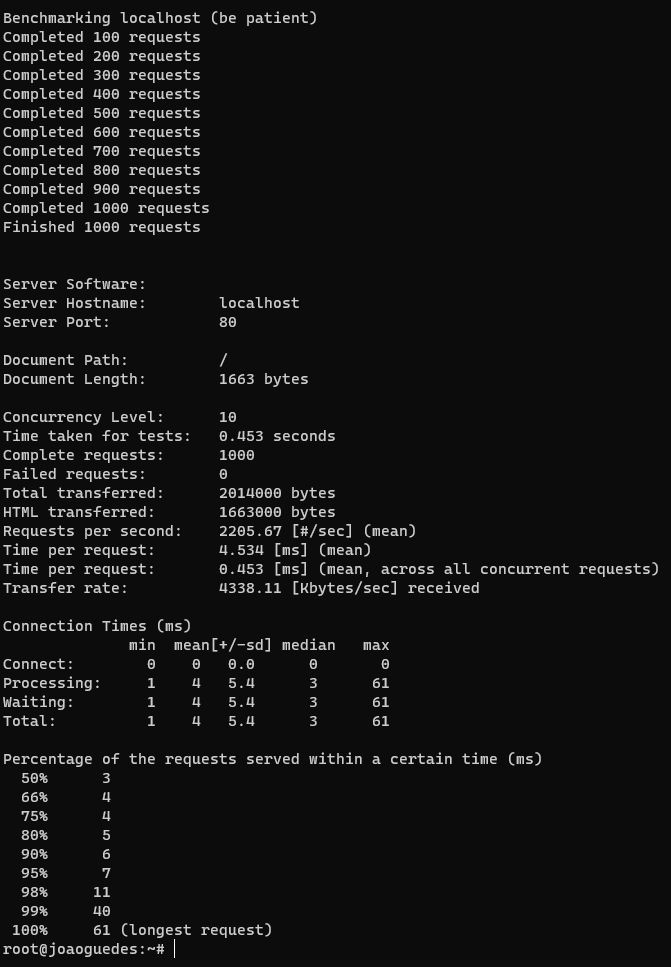 Benchmarking localhost (be patient)
Completed 100 requests
Completed 200 requests
Completed 300 requests
Completed 400 requests
Completed 500 requests
Completed 600 requests
Completed 700 requests
Completed 800 requests
Completed 900 requests
Completed 1000 requests
Finished 1000 requests
Server Software:
Server Hostname:        localhost
Server Port:            80
Document Path:          /
Document Length:        1663 bytes
Concurrency Level:      10
Time taken for tests:   0.453 seconds
Complete requests:      1000
Failed requests:        0
Total transferred:      2014000 bytes
HTML transferred:       1663000 bytes
Requests per second:    2205.67 [#/sec] (mean)
Time per request:       4.534 [ms] (mean)
Time per request:       0.453 [ms] (mean, across all concurrent requests)
Transfer rate:          4338.11 [Kbytes/sec] received
Connection Times (ms)
              min  mean[+/-sd] median   max
Connect:        0    0   0.0      0       0
Processing:     1    4   5.4      3      61
Waiting:        1    4   5.4      3      61
Total:          1    4   5.4      3      61
Percentage of the requests served within a certain time (ms)
  50%      3
  66%      4
  75%      4
  80%      5
  90%      6
  95%      7
  98%     11
  99%     40
 100%     61 (longest request)
root@joaoguedes:~#